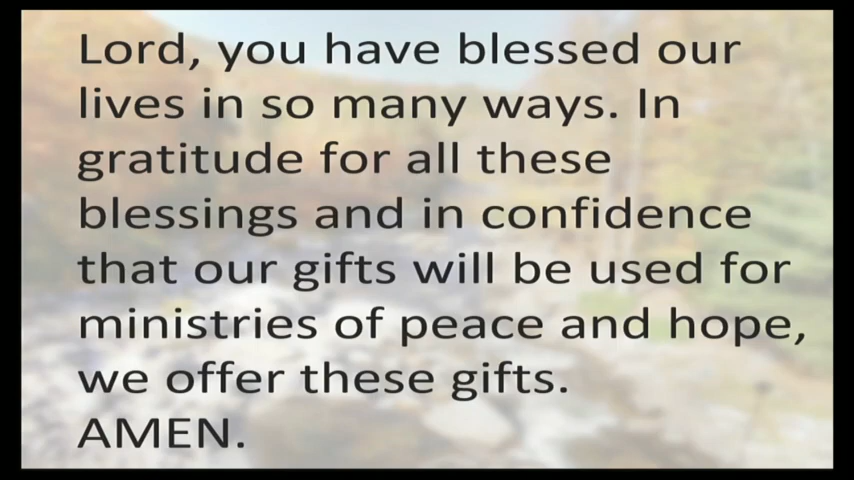 Lord, you have blessed our
lives in so many ways. In
gratitude for all these
blessings and in confidence
that our gifts will be used for
ministries of peace and hope,
we offer these gifts.
AMEN.